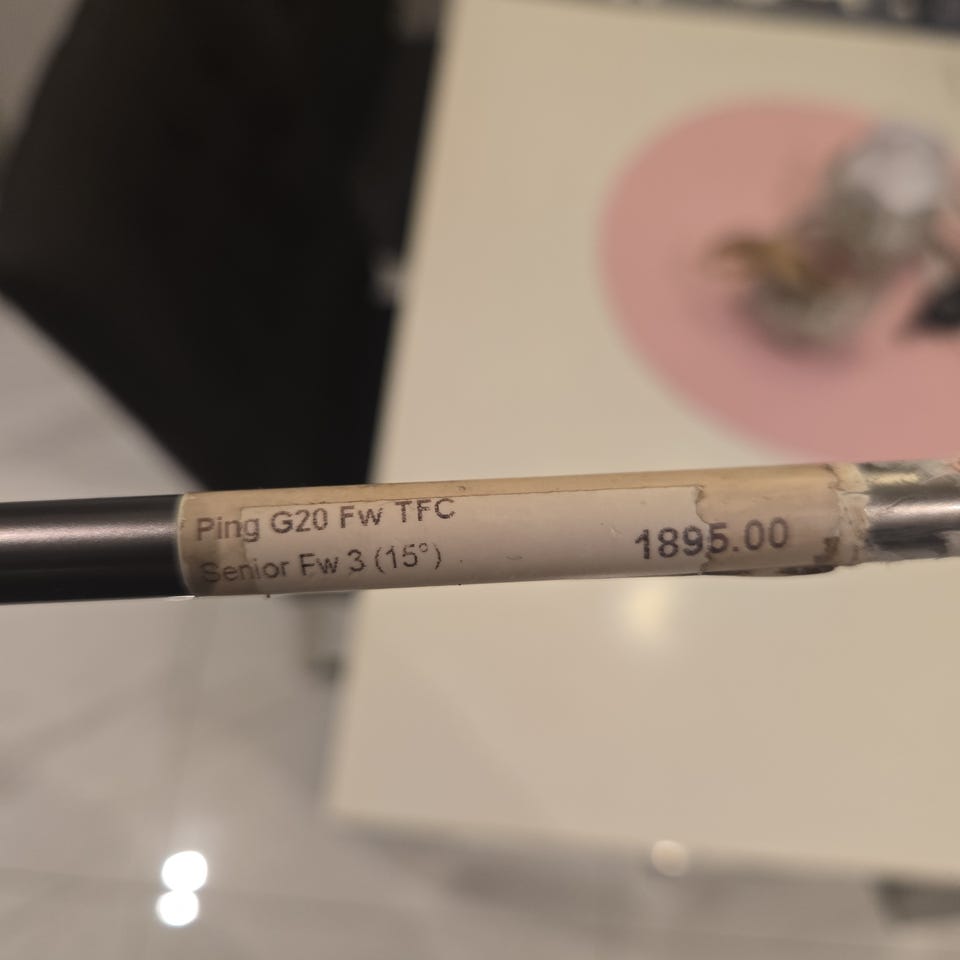 Ping G20 Fw TFC
Senior Fw 3 (15°)
1895.00